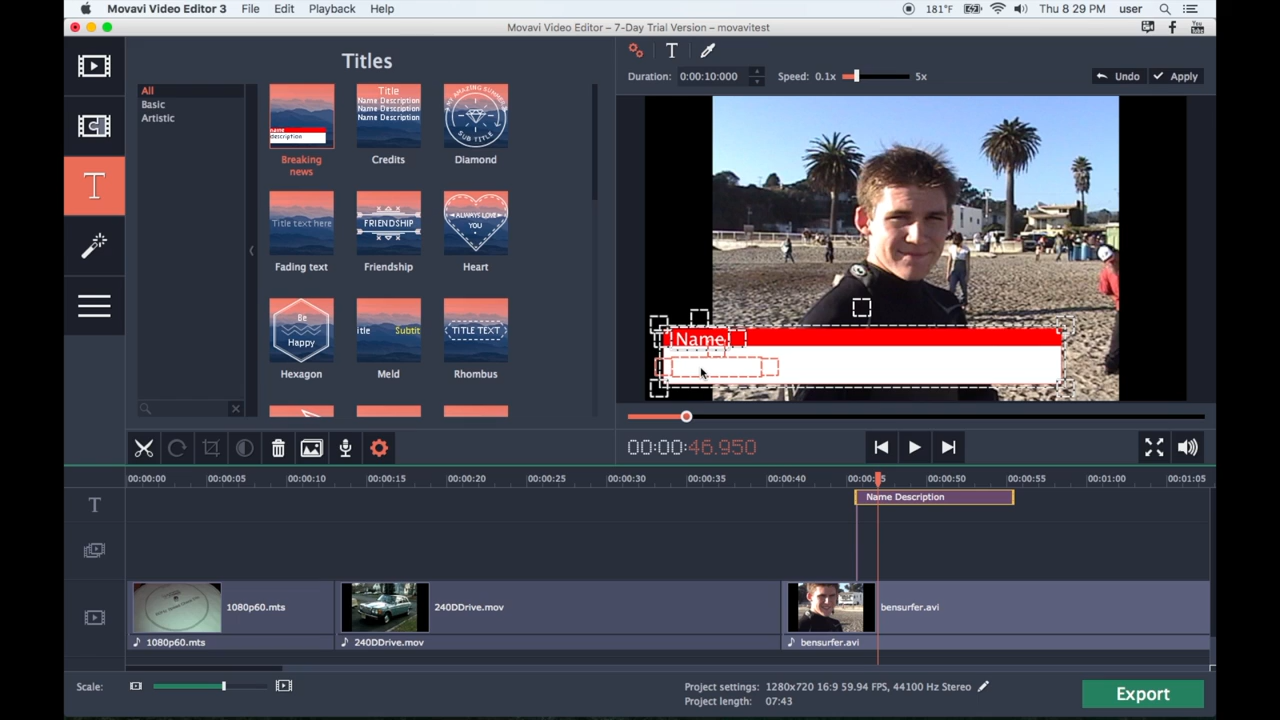 Movavi Video Editor 3 File Edit Playback Help 181°F Thu 8 29 PM user
Movavi Video Editor – 7-Day Trial Version – movavitest
Titles
All
Basic
Artistic
name
description
Breaking
news
Title
Name Description
Name Description
Name Description
Credits
MY AMAZING SUMMER
SUB TITLE
Diamond
Title text here
Fading text
FRIENDSHIP
Friendship
ALWAYS LOVE
YOU
Heart
Be
Happy
Hexagon
itle Subtit
Meld
TITLE TEXT
Rhombus
Duration: 0:00:10:000 Speed: 0.1x 5x Undo Apply
Name
00:00:46.950
00:00:00 00:00:05 00:00:10 00:00:15 00:00:20 00:00:25 00:00:30 00:00:35 00:00:40 00:00:45 00:00:50 00:00:55 00:01:00 00:01:05
T Name Description
1080p60.mts 240DDrive.mov bensurfer.avi
1080p60.mts 240DDrive.mov bensurfer.avi
Scale:
Project settings: 1280x720 16:9 59.94 FPS, 44100 Hz Stereo
Project length: 07:43
Export